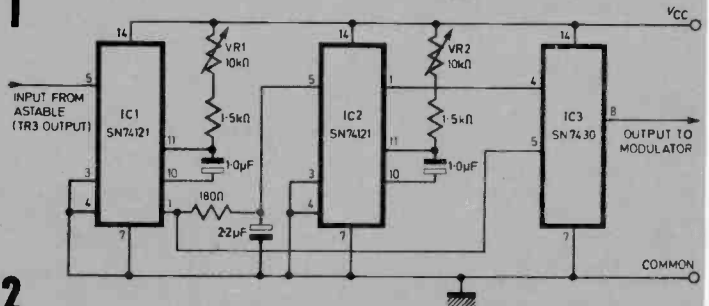 1
14
VR1
10kΩ
14
VR2
10kΩ
14
VCC
5
INPUT FROM
ASTABLE
(TR3 OUTPUT)
IC1
SN74121
1·5kΩ
11
1·0μF
10
3
4
1
180Ω
2·2μF
7
5
IC2
SN74121
1
1·5kΩ
11
1·0μF
10
3
4
7
4
5
IC3
SN7430
8
OUTPUT TO
MODULATOR
7
COMMON
2